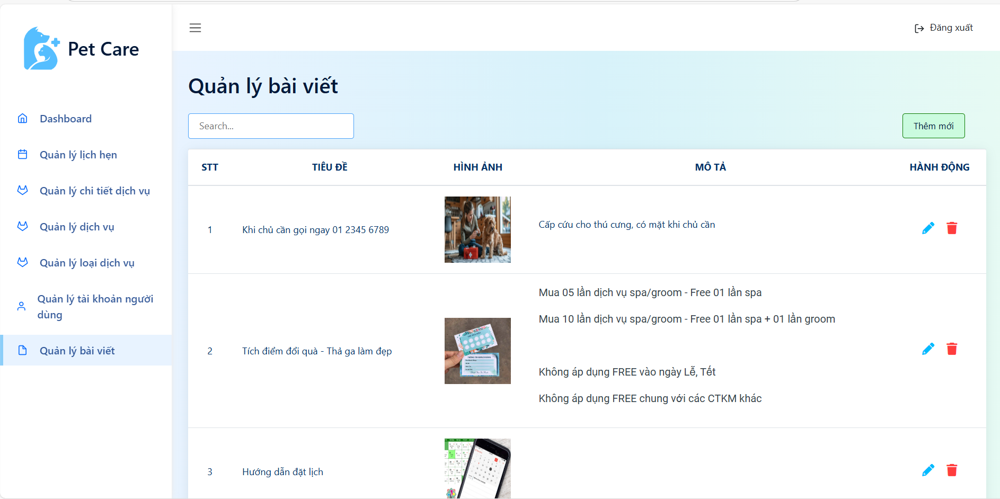 Pet Care
Đăng xuất
Dashboard
Quản lý lịch hẹn
Quản lý chi tiết dịch vụ
Quản lý dịch vụ
Quản lý loại dịch vụ
Quản lý tài khoản người
dùng
Quản lý bài viết
Quản lý bài viết
Search...
Thêm mới
STT TIÊU ĐỀ HÌNH ẢNH MÔ TẢ HÀNH ĐỘNG
1 Khi chủ cần gọi ngay 01 2345 6789 Cấp cứu cho thú cưng, có mặt khi chủ cần
2 Tích điểm đổi quà - Thả ga làm đẹp
Mua 05 lần dịch vụ spa/groom - Free 01 lần spa
Mua 10 lần dịch vụ spa/groom - Free 01 lần spa + 01 lần groom
Không áp dụng FREE vào ngày Lễ, Tết
Không áp dụng FREE chung với các CTKM khác
THÔNG TIN KHÁCH HÀNG
3 Hướng dẫn đặt lịch